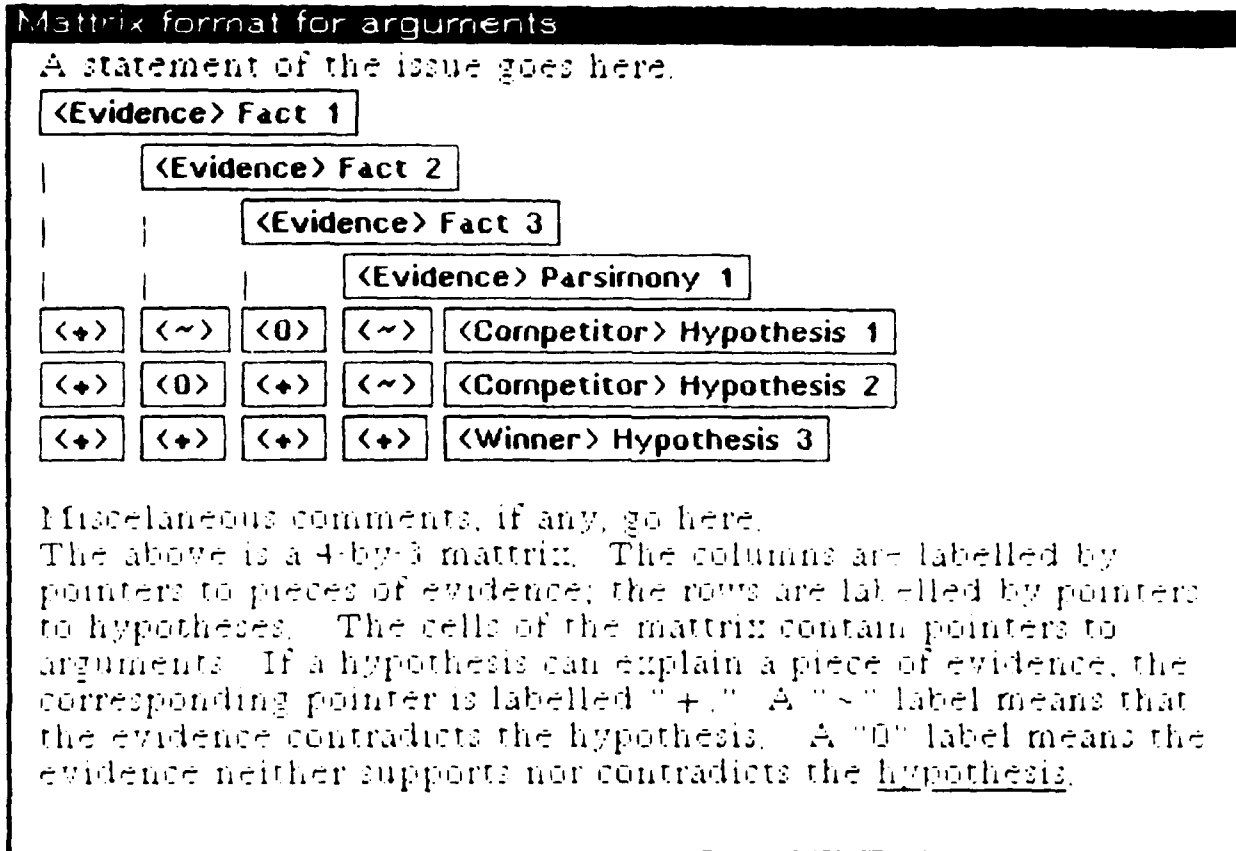 Mattrix format for arguments
A statement of the issue goes here.
<Evidence> Fact 1
<Evidence> Fact 2
<Evidence> Fact 3
<Evidence> Parsimony 1
<+> <~> <0> <~> <Competitor> Hypothesis 1
<+> <0> <+> <~> <Competitor> Hypothesis 2
<+> <+> <+> <+> <Winner> Hypothesis 3
Miscelaneous comments, if any, go here.
The above is a 4-by-3 mattrix. The columns are labelled by
pointers to pieces of evidence; the rows are labelled by pointers
to hypotheses. The cells of the mattrix contain pointers to
arguments. If a hypothesis can explain a piece of evidence, the
corresponding pointer is labelled "+." A "~" label means that
the evidence contradicts the hypothesis. A "0" label means the
evidence neither supports nor contradicts the hypothesis.